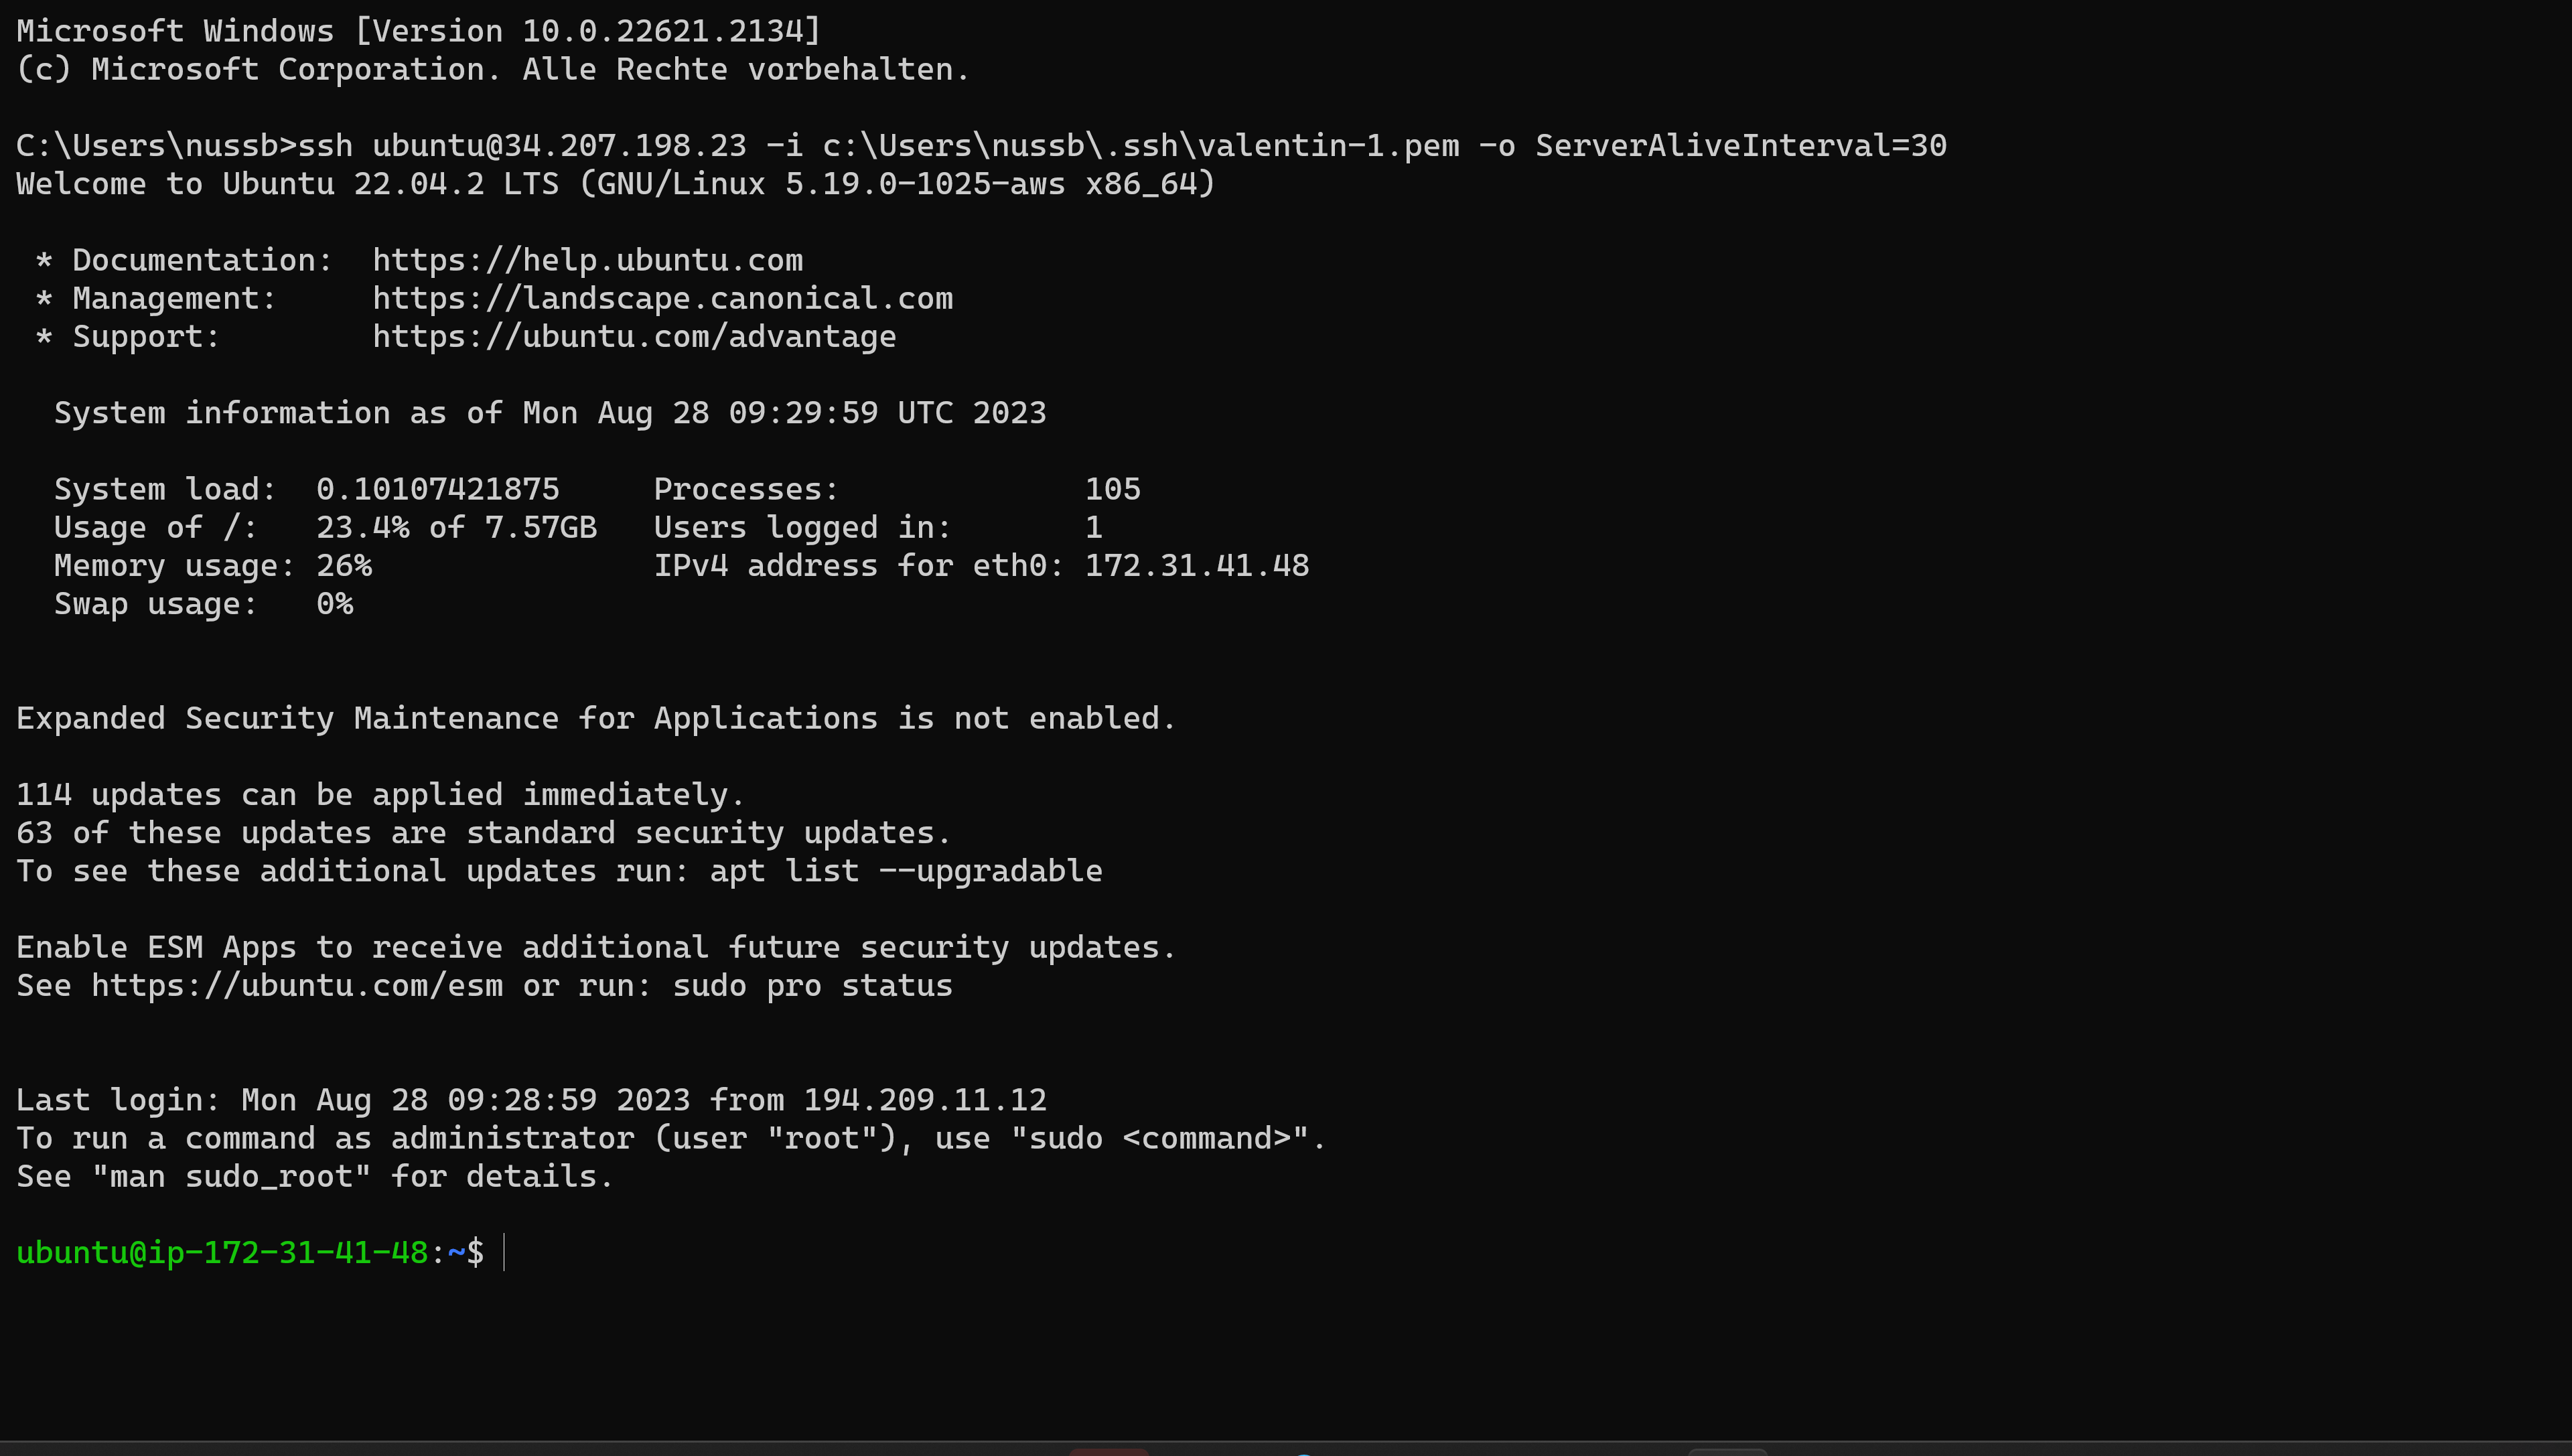 Microsoft Windows [Version 10.0.22621.2134]
(c) Microsoft Corporation. Alle Rechte vorbehalten.
C:\Users\nussb>ssh ubuntu@34.207.198.23 -i c:\Users\nussb\.ssh\valentin-1.pem -o ServerAliveInterval=30
Welcome to Ubuntu 22.04.2 LTS (GNU/Linux 5.19.0-1025-aws x86_64)
* Documentation:  https://help.ubuntu.com
* Management:     https://landscape.canonical.com
* Support:        https://ubuntu.com/advantage
System information as of Mon Aug 28 09:29:59 UTC 2023
System load:  0.10107421875     Processes:             105
Usage of /:   23.4% of 7.57GB   Users logged in:       1
Memory usage: 26%               IPv4 address for eth0: 172.31.41.48
Swap usage:   0%
Expanded Security Maintenance for Applications is not enabled.
114 updates can be applied immediately.
63 of these updates are standard security updates.
To see these additional updates run: apt list --upgradable
Enable ESM Apps to receive additional future security updates.
See https://ubuntu.com/esm or run: sudo pro status
Last login: Mon Aug 28 09:28:59 2023 from 194.209.11.12
To run a command as administrator (user "root"), use "sudo <command>".
See "man sudo_root" for details.
ubuntu@ip-172-31-41-48:~$